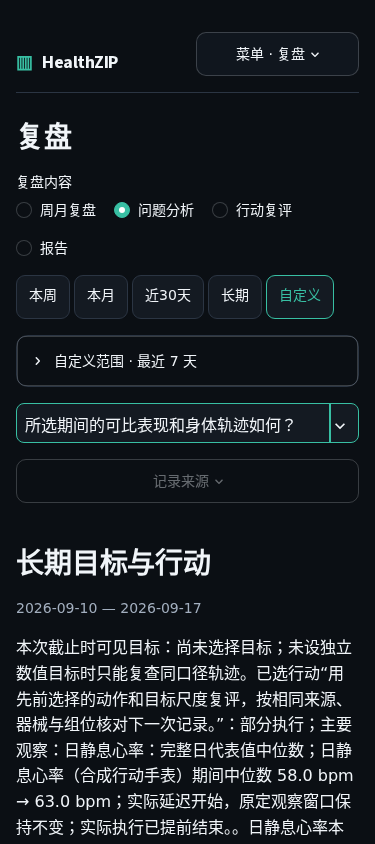 HealthZIP
菜单 · 复盘
复盘
复盘内容
周月复盘
问题分析
行动复评
报告
本周
本月
近30天
长期
自定义
自定义范围 · 最近 7 天
所选期间的可比表现和身体轨迹如何？
记录来源
长期目标与行动
2026-09-10 — 2026-09-17
本次截止时可见目标：尚未选择目标；未设独立
数值目标时只能复查同口径轨迹。已选行动“用
先前选择的动作和目标尺度复评，按相同来源、
器械与组位核对下一次记录。”：部分执行；主要
观察：日静息心率：完整日代表值中位数；日静
息心率（合成行动手表）期间中位数 58.0 bpm
→ 63.0 bpm；实际延迟开始，原定观察窗口保
持不变；实际执行已提前结束。。日静息心率本